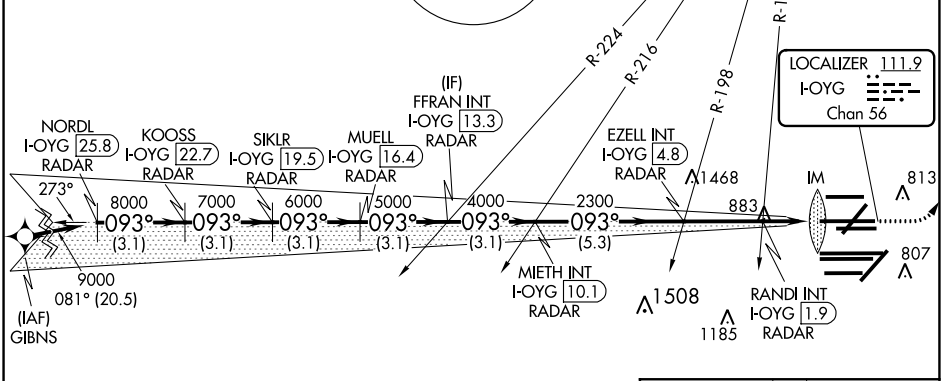 R-224
R-216
R-198
R-1
LOCALIZER 111.9
I-OYG
Chan 56
(IF)
FFRAN INT
I-OYG 13.3
RADAR
NORDL
I-OYG 25.8
RADAR
KOOSS
I-OYG 22.7
RADAR
SIKLR
I-OYG 19.5
RADAR
MUELL
I-OYG 16.4
RADAR
EZELL INT
I-OYG 4.8
RADAR
1468
IM
813
273°
8000
093°
(3.1)
7000
093°
(3.1)
6000
093°
(3.1)
5000
093°
(3.1)
4000
093°
(3.1)
2300
093°
(5.3)
883
807
9000
081° (20.5)
(IAF)
GIBNS
MIETH INT
I-OYG 10.1
RADAR
1508
1185
RANDI INT
I-OYG 1.9
RADAR